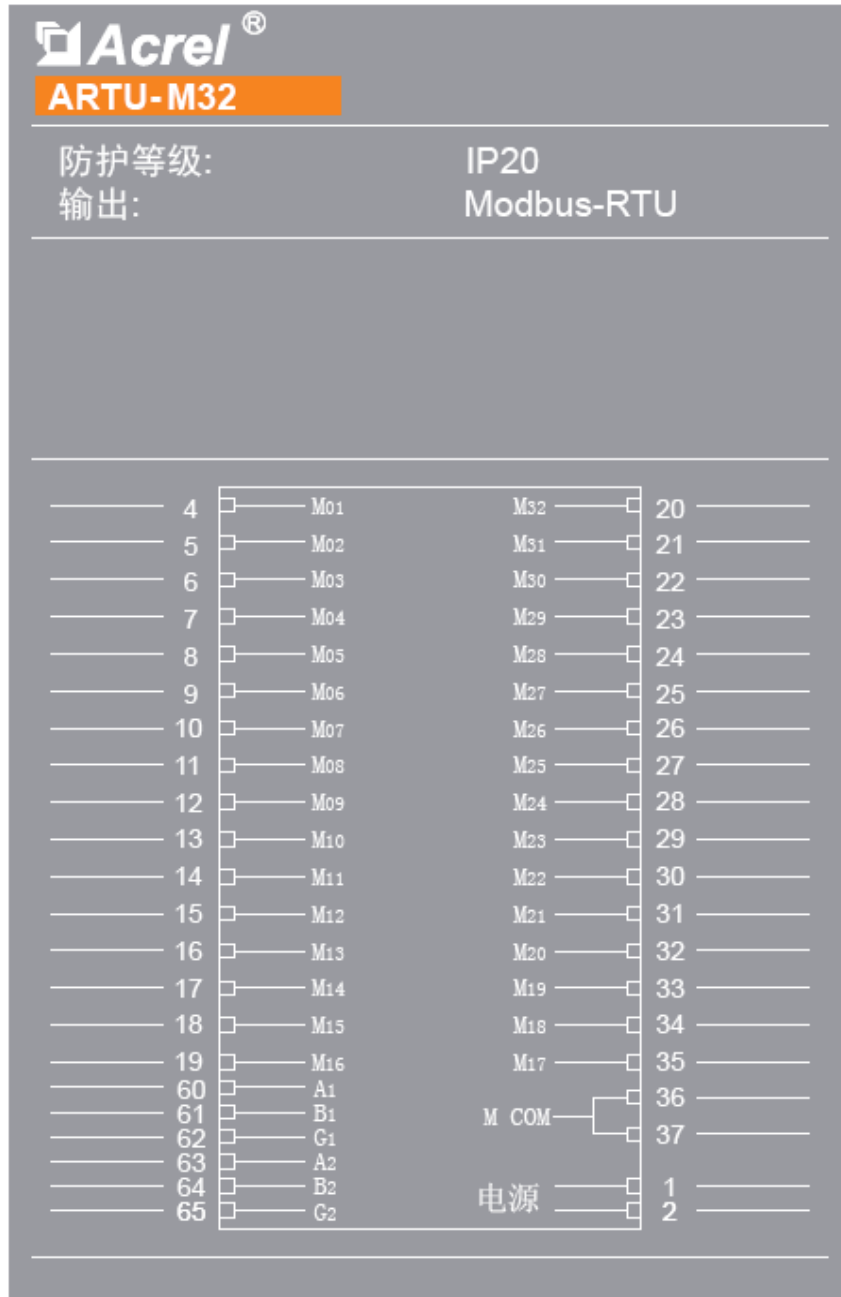 Acrel®
ARTU-M32
防护等级: IP20
输出: Modbus-RTU
4 M01 M32 20
5 M02 M31 21
6 M03 M30 22
7 M04 M29 23
8 M05 M28 24
9 M06 M27 25
10 M07 M26 26
11 M08 M25 27
12 M09 M24 28
13 M10 M23 29
14 M11 M22 30
15 M12 M21 31
16 M13 M20 32
17 M14 M19 33
18 M15 M18 34
19 M16 M17 35
60 A1 36
61 B1 M COM
62 G1 37
63 A2
64 B2 电源 1
65 G2 2